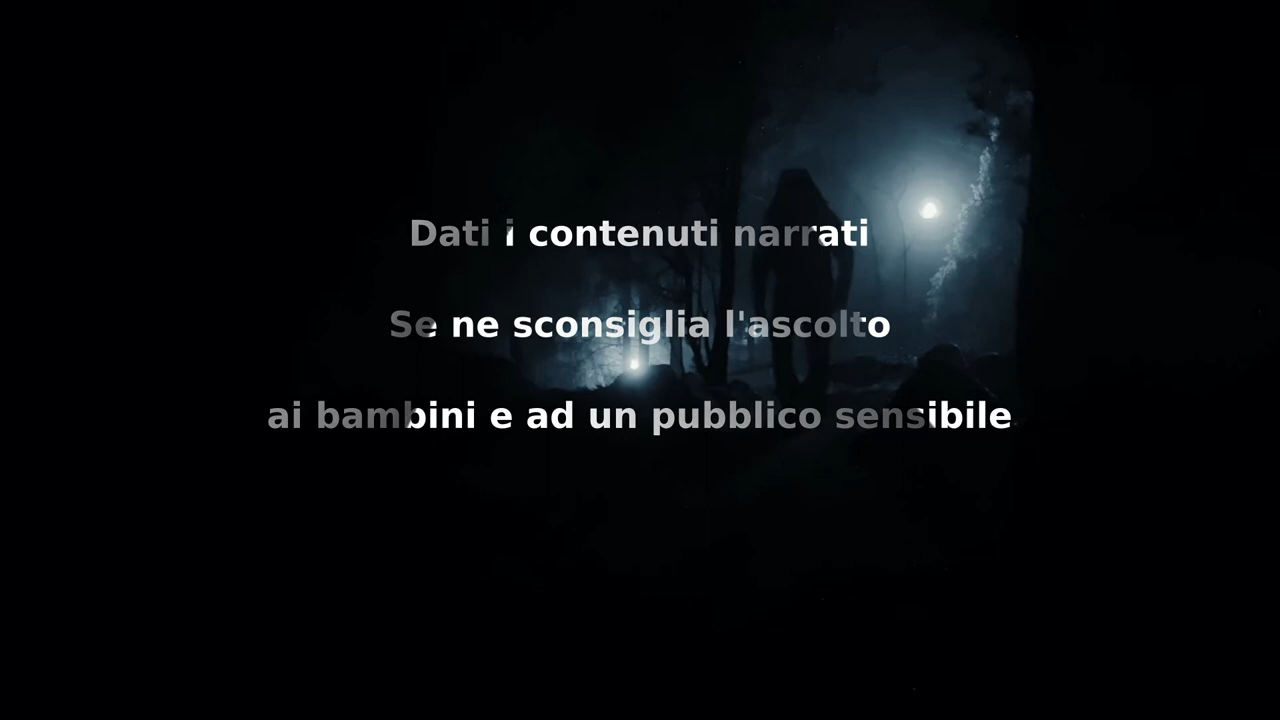 Dati i contenuti narrati
Se ne sconsiglia l'ascolto
ai bambini e ad un pubblico sensibile